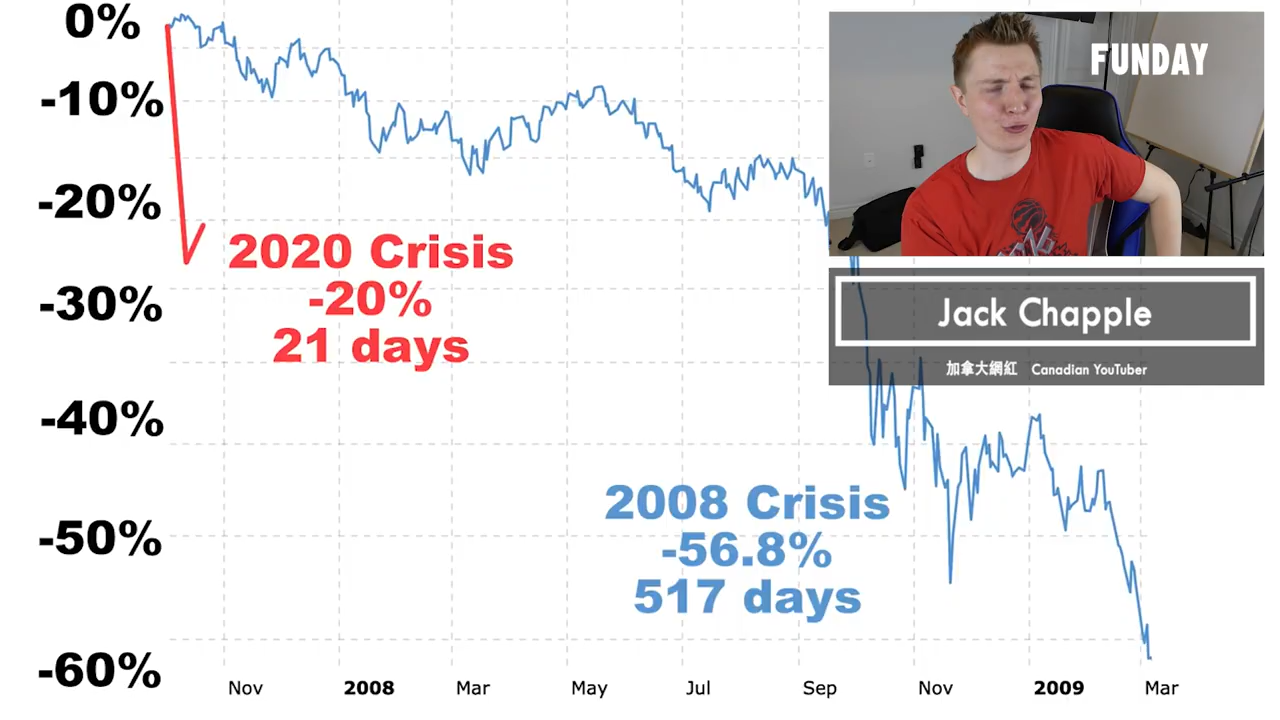 0%
-10%
-20%
-30%
-40%
-50%
-60%
2020 Crisis
-20%
21 days
2008 Crisis
-56.8%
517 days
Nov
2008
Mar
May
Jul
Sep
Nov
2009
Mar
FUNDAY
Jack Chapple
加拿大網紅 Canadian YouTuber